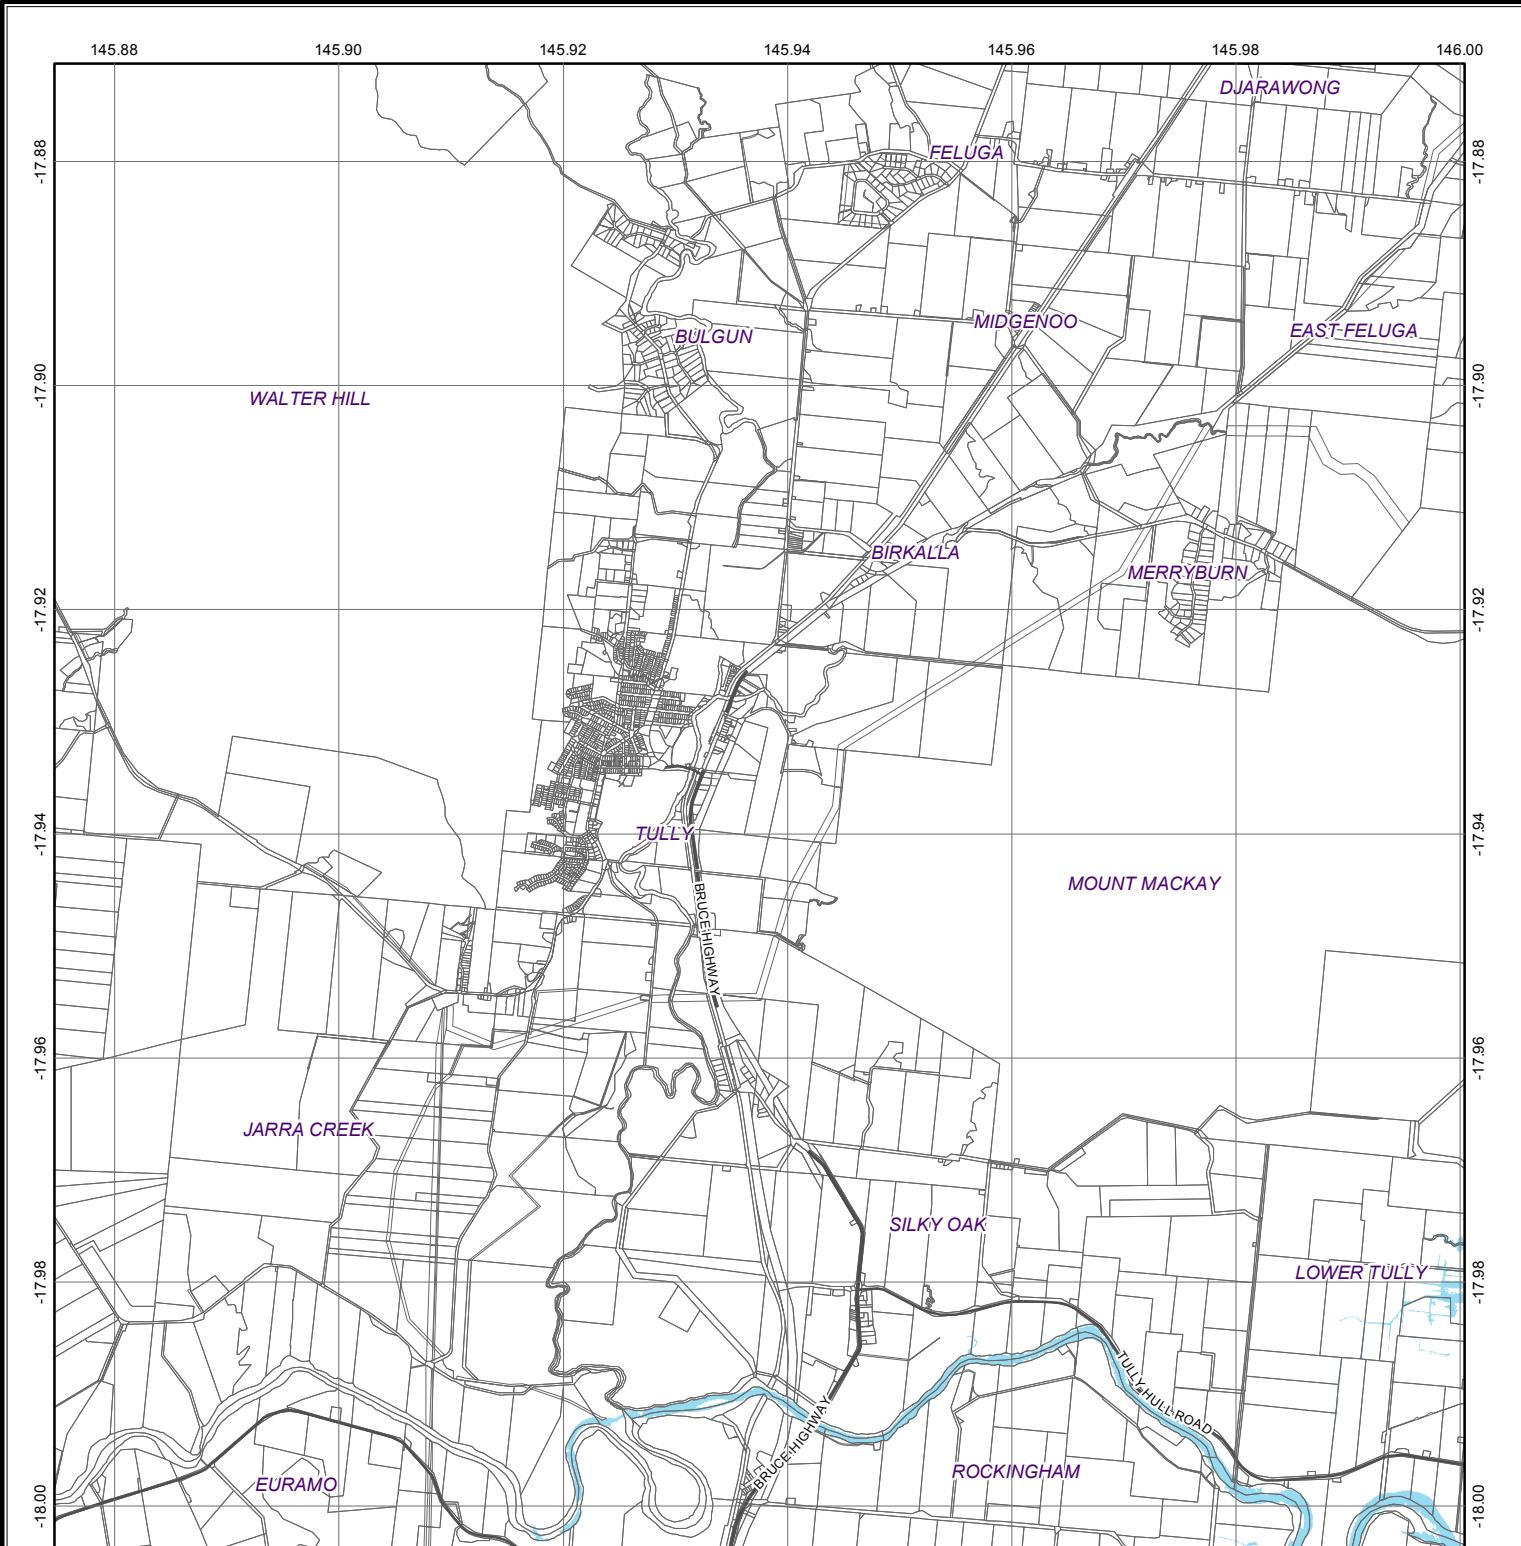 145.88 145.90 145.92 145.94 145.96 145.98 146.00
DJARAWONG
FELUGA
-17.88 -17.88
MIDGENOO
EAST FELUGA
BULGUN
-17.90 -17.90
WALTER HILL
BIRKALLA
MERRYBURN
-17.92 -17.92
TULLY
-17.94 -17.94
MOUNT MACKAY
BRUCE HIGHWAY
-17.96 -17.96
JARRA CREEK
SILKY OAK
LOWER TULLY
-17.98 -17.98
TULLY HULL ROAD
BRUCE HIGHWAY
ROCKINGHAM
EURAMO
-18.00 -18.00